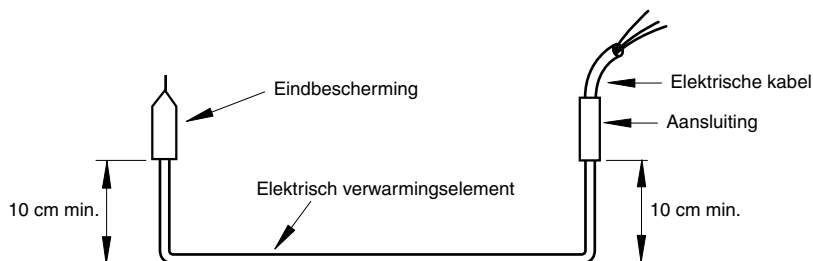 Eindbescherming
Elektrische kabel
Aansluiting
Elektrisch verwarmingselement
10 cm min.
10 cm min.